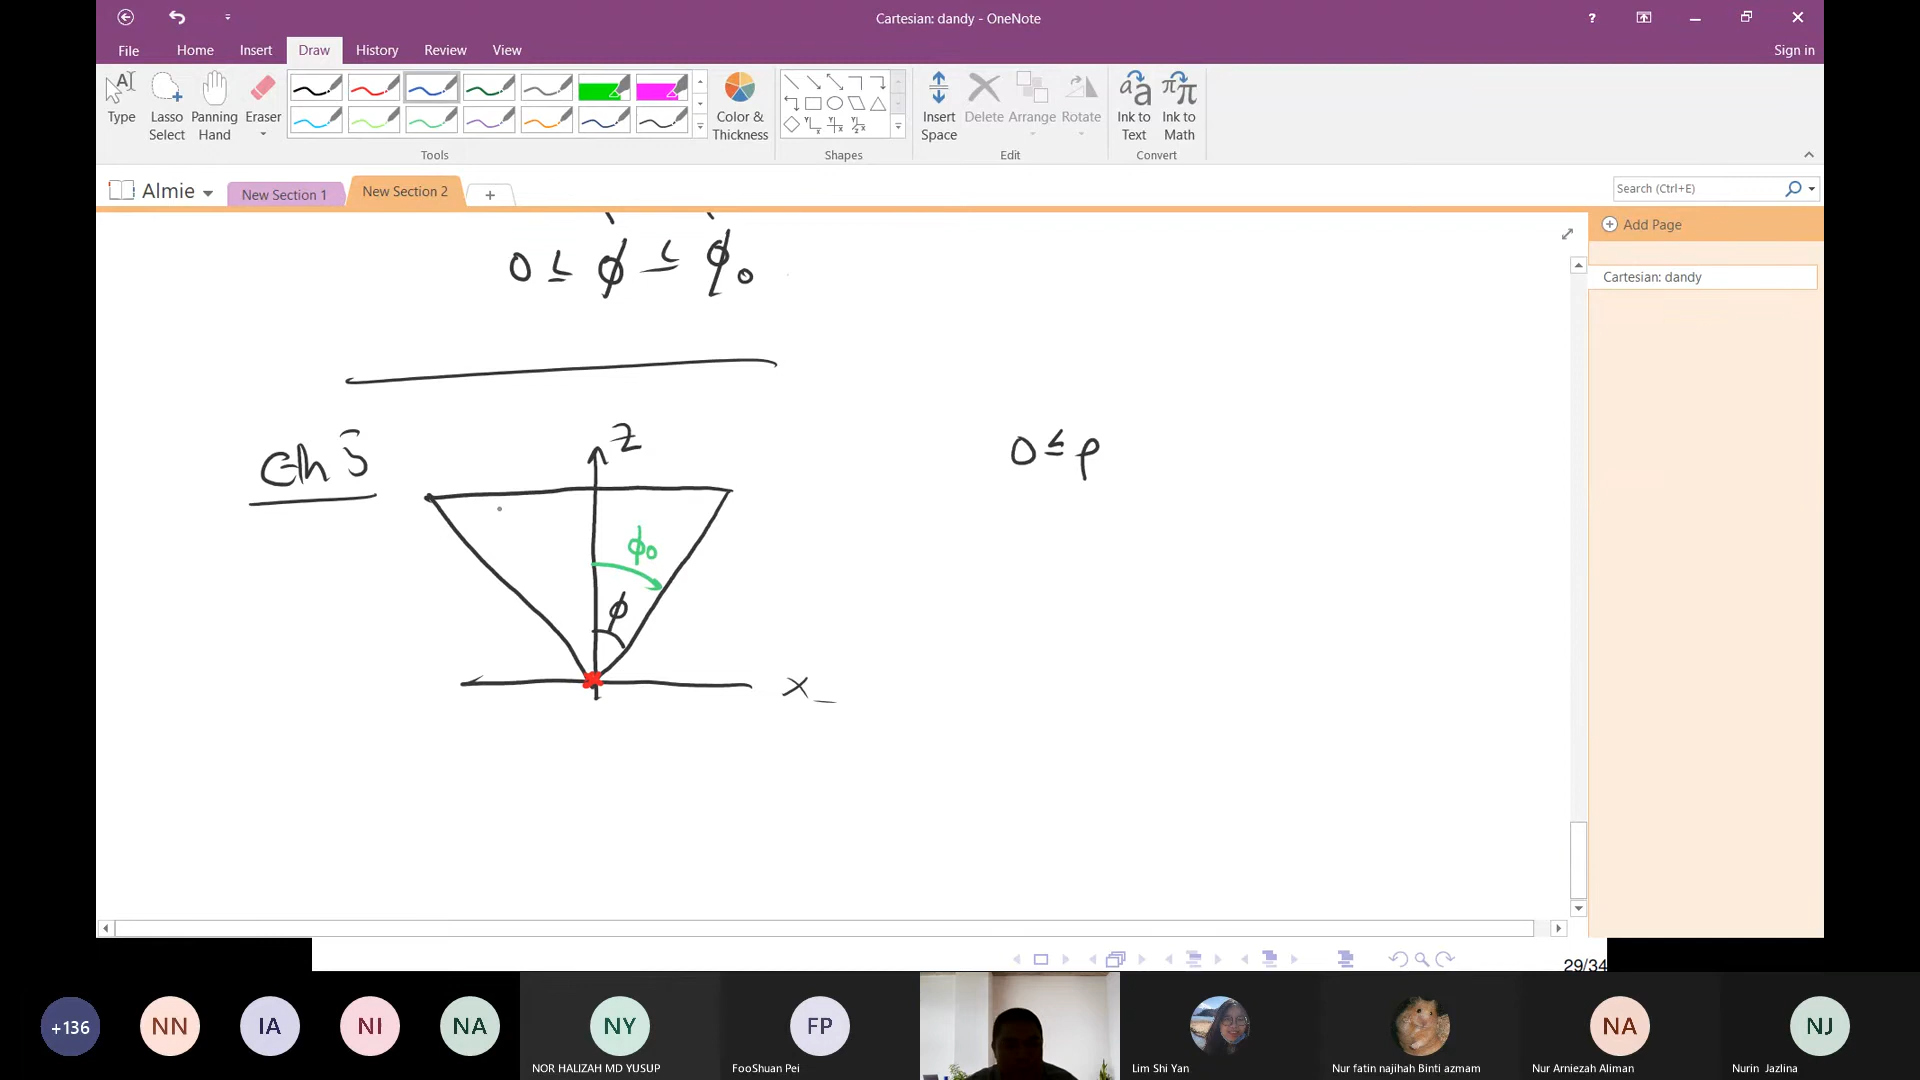 Cartesian: dandy - OneNote
?
File
Home
Insert
Draw
History
Review
View
Sign in
Type
Lasso Select
Panning Hand
Eraser
Color & Thickness
Insert Space
Delete
Arrange
Rotate
Ink to Text
Ink to Math
Tools
Shapes
Edit
Convert
Almie
New Section 1
New Section 2
+
Search (Ctrl+E)
Add Page
Cartesian: dandy
0 ≤ ϕ ≤ ϕ₀
z
0 ≤ ρ
ϕ₀
ϕ
x
29/34
+136
NN
IA
NI
NA
NY
FP
NA
NJ
NOR HALIZAH MD YUSUP
FooShuan Pei
Lim Shi Yan
Nur fatin najihah Binti azmam
Nur Arniezah Aliman
Nurin Jazlina